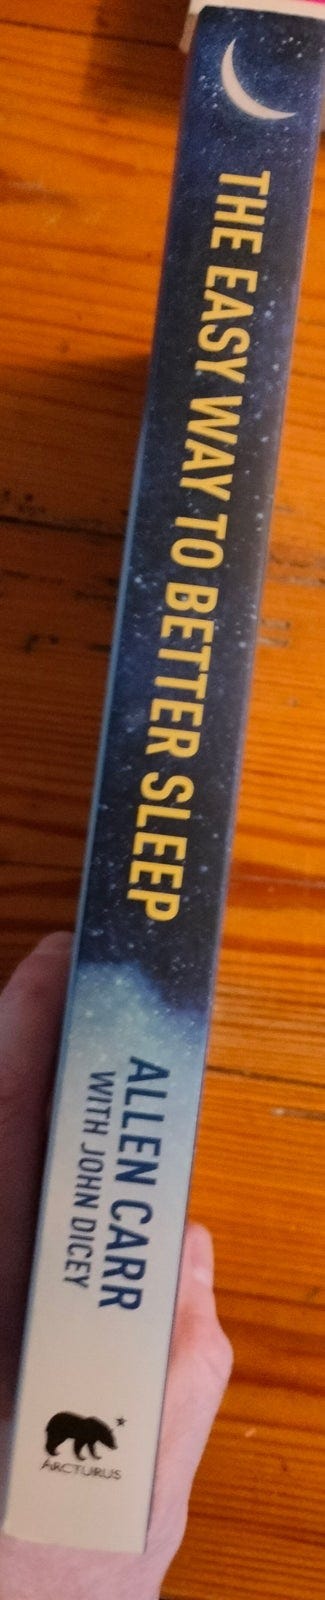 THE EASY WAY TO BETTER SLEEP
ALLEN CARR
WITH JOHN DICEY
ARCTURUS